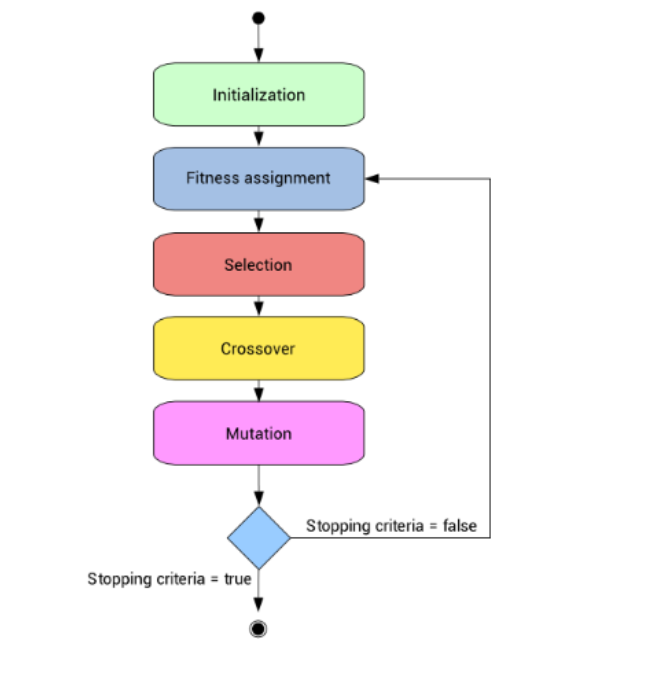 Initialization
Fitness assignment
Selection
Crossover
Mutation
Stopping criteria = false
Stopping criteria = true